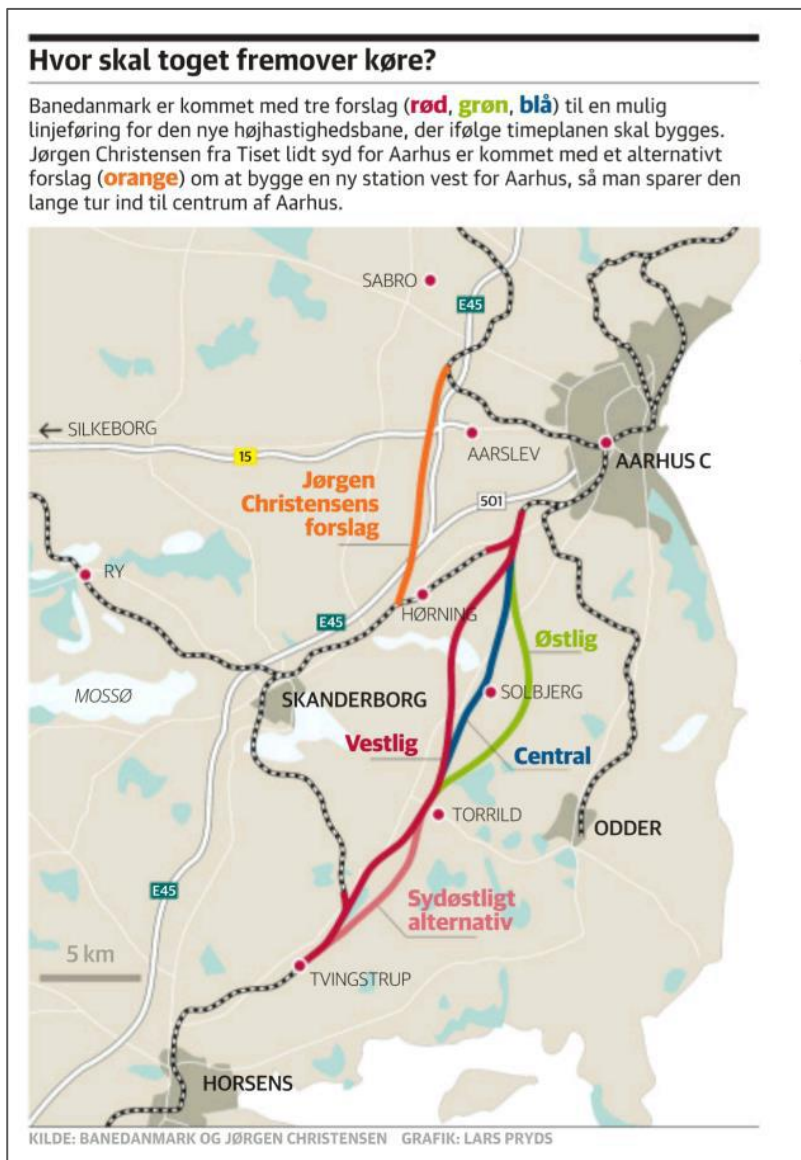 Hvor skal toget fremover køre?
Banedanmark er kommet med tre forslag (rød, grøn, blå) til en mulig
linjeføring for den nye højhastighedsbane, der ifølge timeplanen skal bygges.
Jørgen Christensen fra Tiset lidt syd for Aarhus er kommet med et alternativt
forslag (orange) om at bygge en ny station vest for Aarhus, så man sparer den
lange tur ind til centrum af Aarhus.
SABRO
E45
SILKEBORG
15
AARSLEV
AARHUS C
Jørgen
Christensens
forslag
501
RY
HØRNING
E45
Østlig
MOSSØ
SKANDERBORG
SOLBJERG
Vestlig
Central
TORRILD
ODDER
E45
Sydøstligt
alternativ
5 km
TVINGSTRUP
HORSENS
KILDE: BANEDANMARK OG JØRGEN CHRISTENSEN GRAFIK: LARS PRYDS